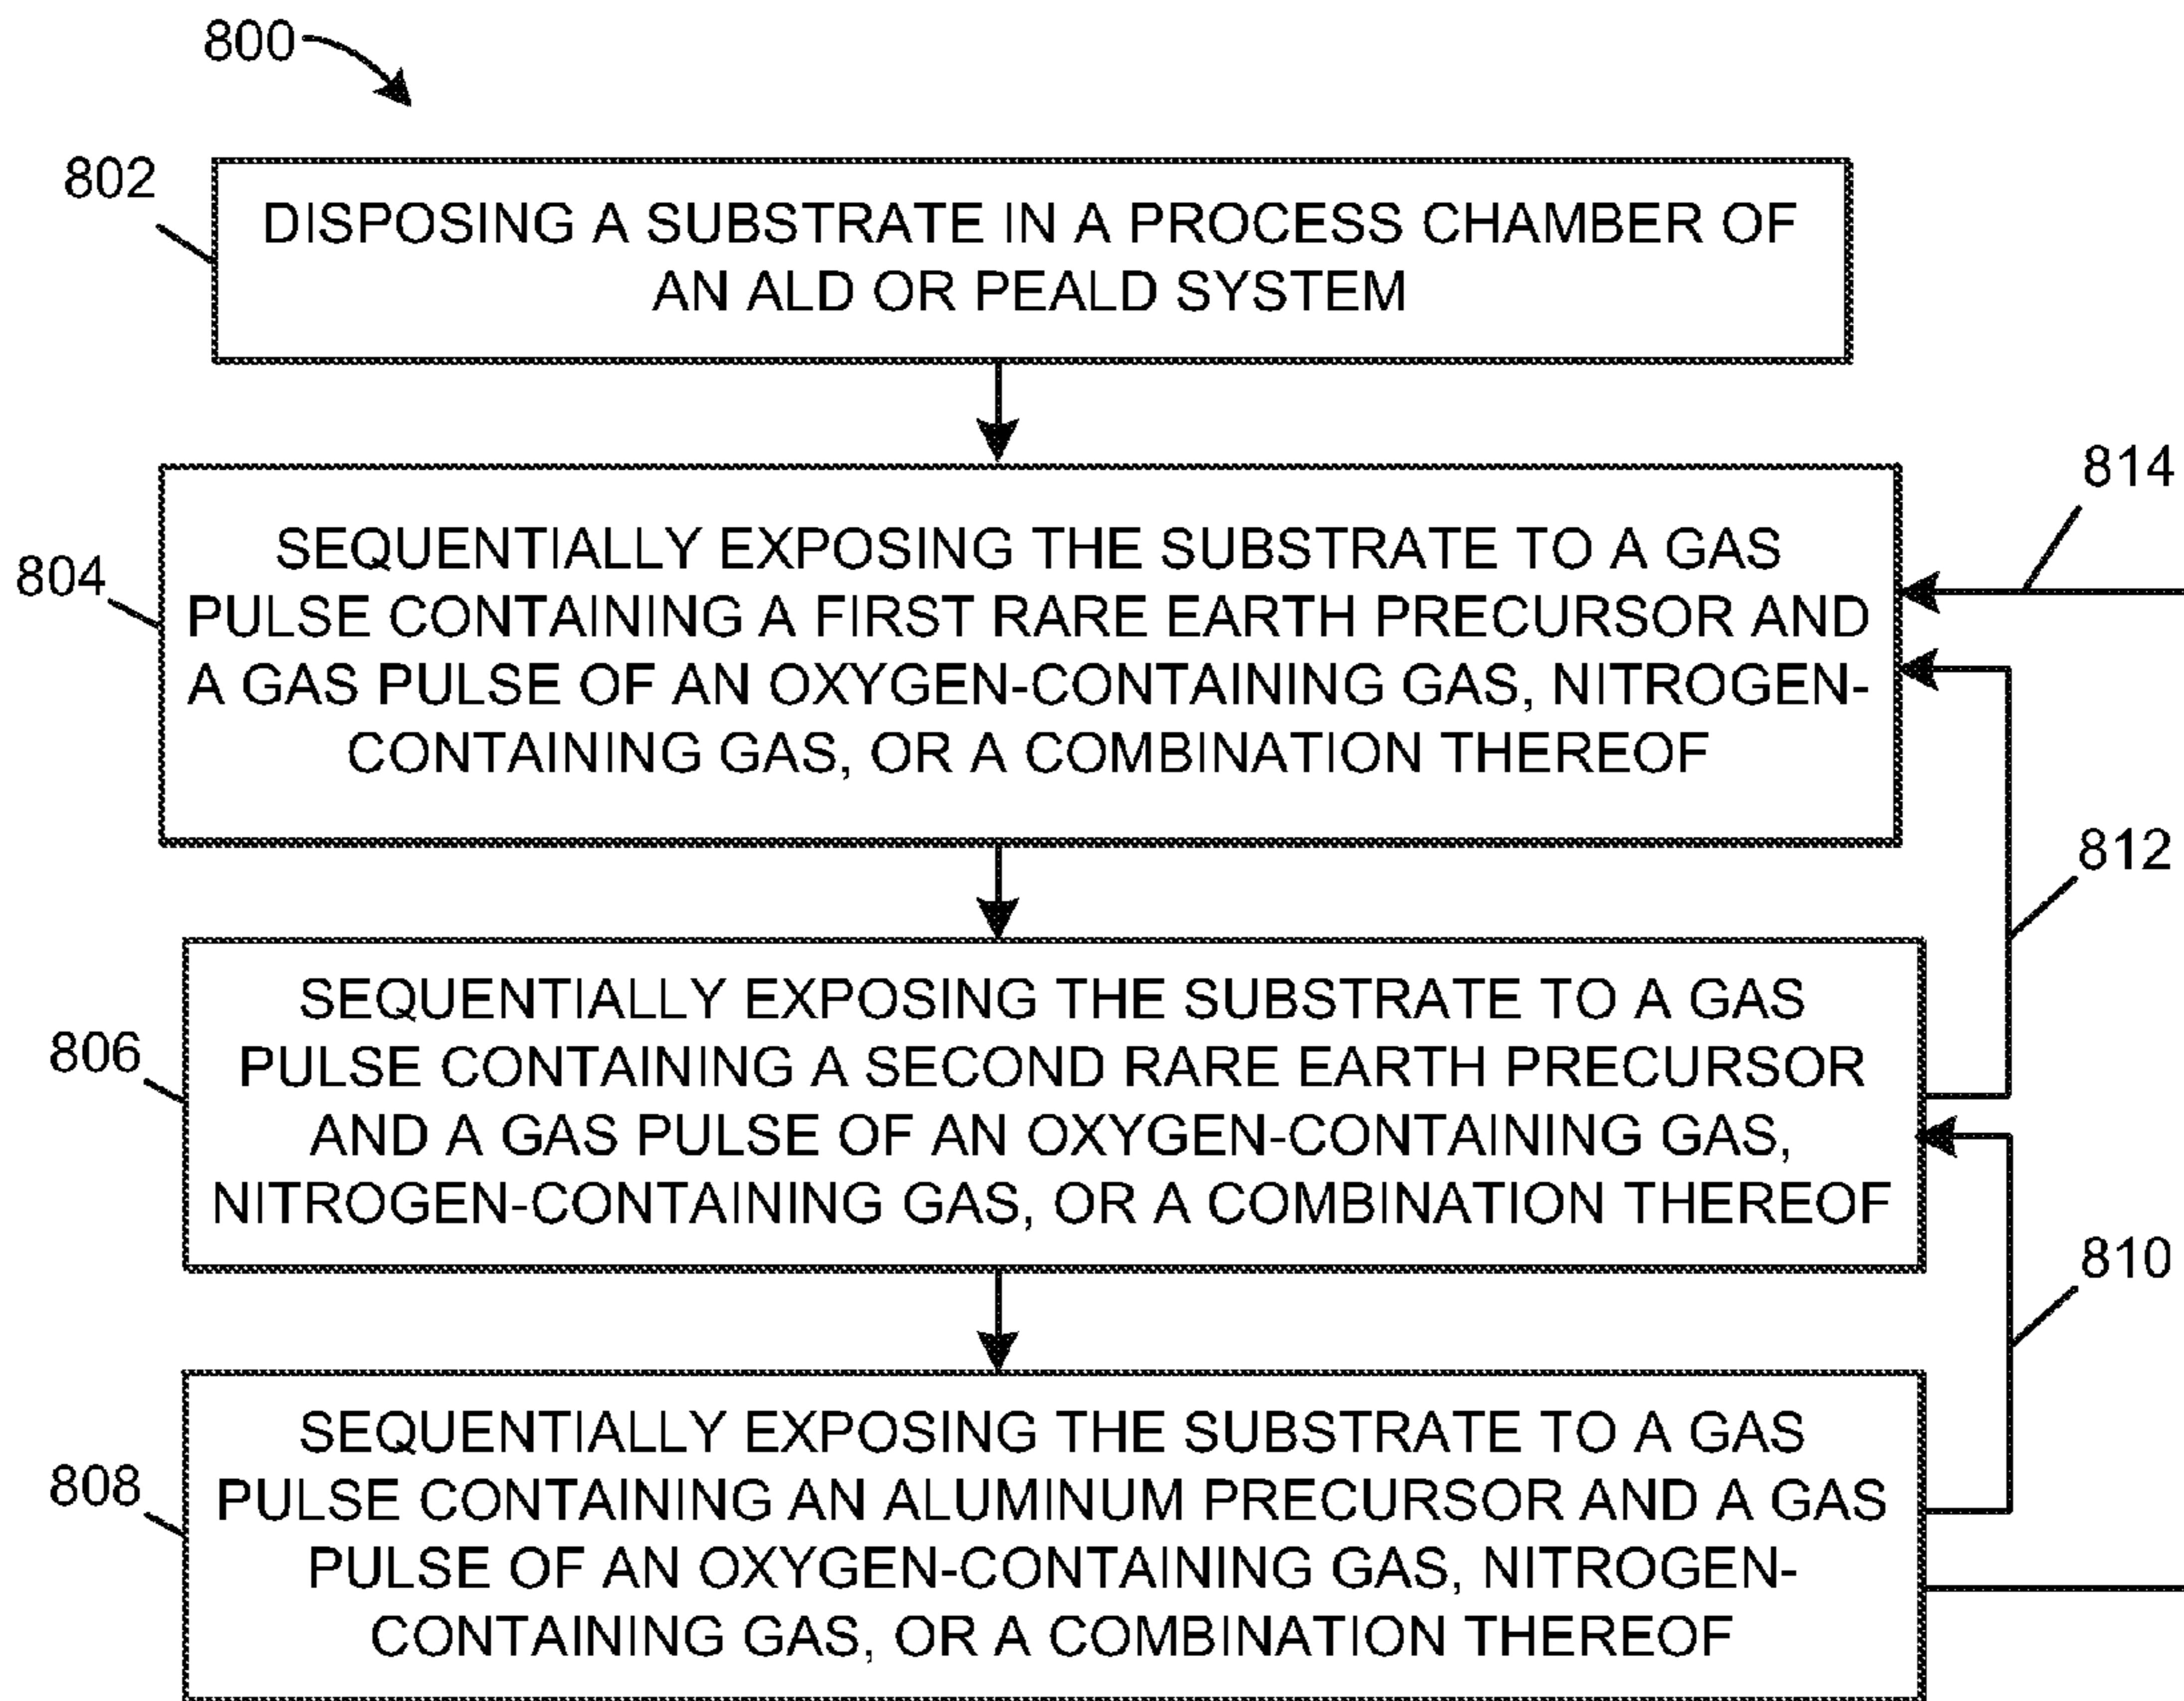 800
802
DISPOSING A SUBSTRATE IN A PROCESS CHAMBER OF
AN ALD OR PEALD SYSTEM
814
804
SEQUENTIALLY EXPOSING THE SUBSTRATE TO A GAS
PULSE CONTAINING A FIRST RARE EARTH PRECURSOR AND
A GAS PULSE OF AN OXYGEN-CONTAINING GAS, NITROGEN-
CONTAINING GAS, OR A COMBINATION THEREOF
812
806
SEQUENTIALLY EXPOSING THE SUBSTRATE TO A GAS
PULSE CONTAINING A SECOND RARE EARTH PRECURSOR
AND A GAS PULSE OF AN OXYGEN-CONTAINING GAS,
NITROGEN-CONTAINING GAS, OR A COMBINATION THEREOF
810
808
SEQUENTIALLY EXPOSING THE SUBSTRATE TO A GAS
PULSE CONTAINING AN ALUMINUM PRECURSOR AND A GAS
PULSE OF AN OXYGEN-CONTAINING GAS, NITROGEN-
CONTAINING GAS, OR A COMBINATION THEREOF